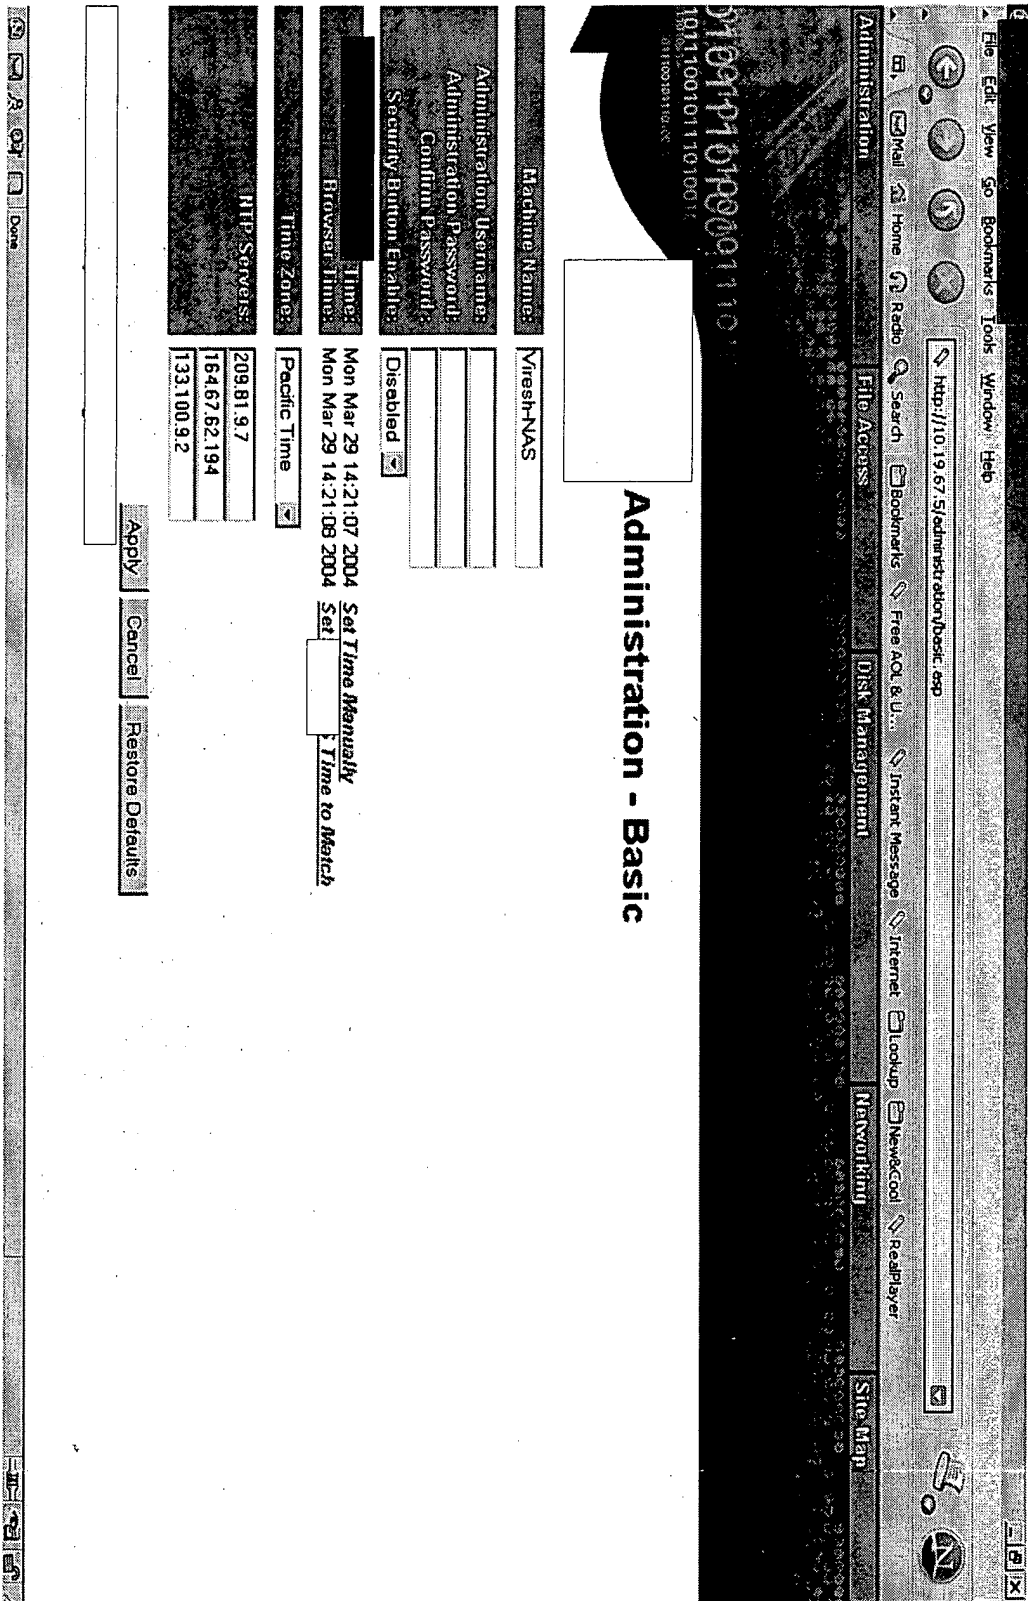 File Edit View Go Bookmarks Tools Window Help
http://10.19.67.5/administration/basic.asp
Mail Home Radio Search Bookmarks Free AOL & U... Instant Message Internet Lookup New&Cool RealPlayer
Administration File Access Disk Management Networking Site Map
Administration - Basic
Machine Name: Viresh-NAS
Administration Username:
Administration Password:
Confirm Password:
Security Button Enable: Disabled
Time: Mon Mar 29 14:21:07 2004 Set Time Manually
Browser Time: Mon Mar 29 14:21:08 2004 Set Time to Match
Time Zone: Pacific Time
NTP Servers: 209.81.9.7
164.67.62.194
133.100.9.2
Apply Cancel Restore Defaults
Done